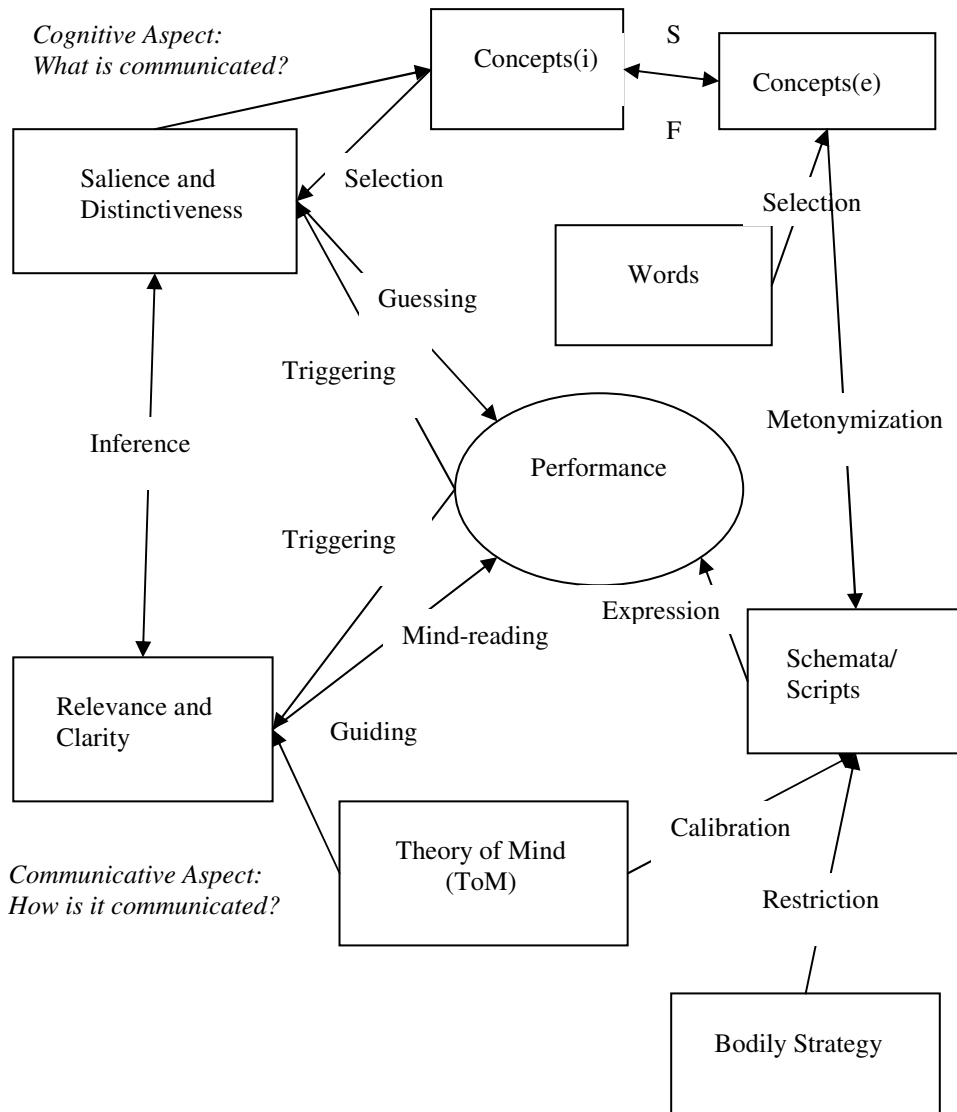 Cognitive Aspect:
What is communicated?
Concepts(i)
S
F
Concepts(e)
Salience and
Distinctiveness
Selection
Selection
Words
Guessing
Triggering
Metonymization
Inference
Performance
Triggering
Expression
Mind-reading
Schemata/
Scripts
Relevance and
Clarity
Guiding
Calibration
Theory of Mind
(ToM)
Communicative Aspect:
How is it communicated?
Restriction
Bodily Strategy